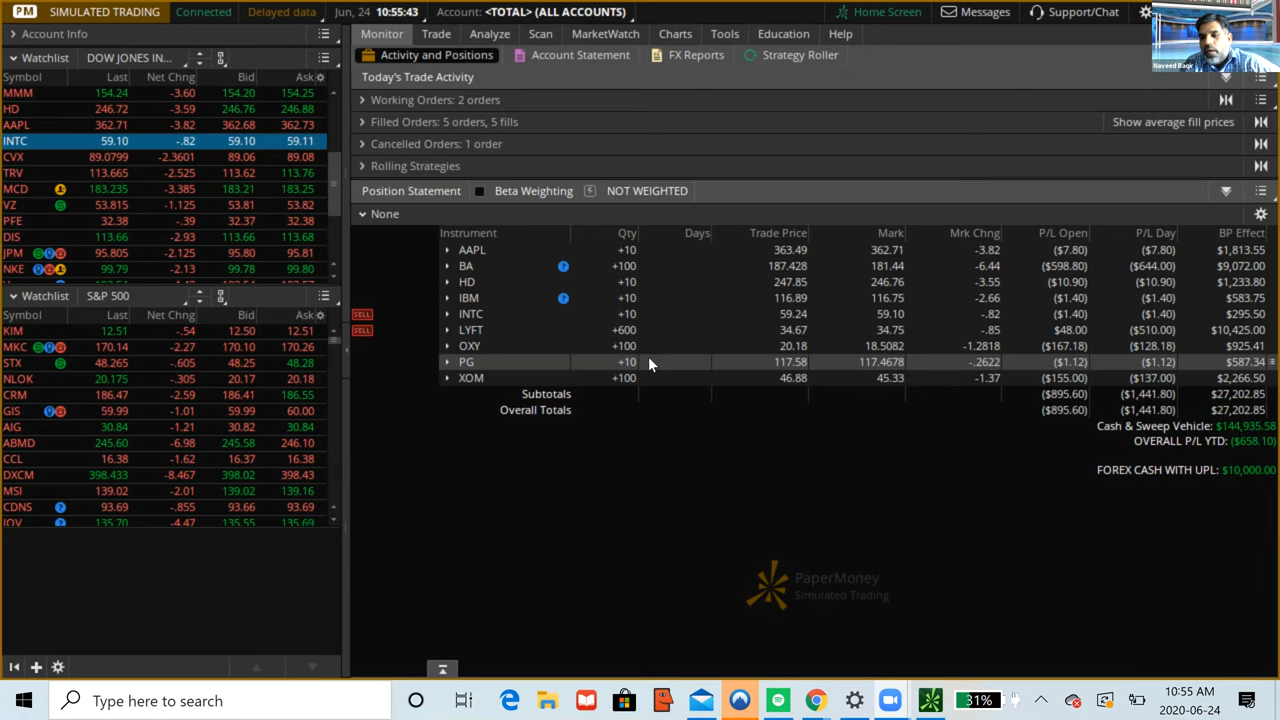 PM SIMULATED TRADING Connected Delayed data Jun, 24 10:55:43 Account: <TOTAL> (ALL ACCOUNTS) Home Screen Messages Support/Chat
Account Info
Monitor Trade Charts MarketWatch Tools Education Help
Watchlist DOW JONES IN...
Activity and Positions Account Statement FX Reports Strategy Roller
Naveed Baqir
Symbol Last Net Chng Bid Ask
MMM 154.24 -3.60 154.20 154.25
HD 246.72 -3.59 246.76 246.88
AAPL 362.71 -3.82 362.68 362.73
INTC 59.10 -.82 59.10 59.11
CVX 89.0799 -2.3601 89.06 89.08
TRV 113.665 -2.525 113.62 113.76
MCD 183.235 -3.385 183.21 183.25
VZ 53.815 -1.125 53.81 53.82
PFE 32.38 -.39 32.37 32.38
DIS 113.66 -2.93 113.66 113.68
JPM 95.805 -2.125 95.80 95.81
NKE 99.79 -2.13 99.78 99.80
Watchlist S&P 500
Symbol Last Net Chng Bid Ask
KIM 12.51 -.54 12.50 12.51
MKC 170.14 -2.27 170.14 170.26
STX 48.265 -.605 48.25 48.28
NLOK 20.175 -.305 20.17 20.18
CRM 186.47 -2.59 186.41 186.55
GIS 59.99 -1.01 59.99 60.00
AIG 30.84 -1.21 30.82 30.84
ABMD 245.60 -6.98 245.58 246.10
CCL 16.38 -1.62 16.37 16.38
DXCM 398.433 -8.467 398.02 398.43
MSI 139.02 -2.01 139.02 139.16
CDNS 93.69 -.855 93.66 93.69
IQV 135.70 -4.47 135.55 135.69
Today's Trade Activity
Working Orders: 2 orders
Filled Orders: 5 orders, 5 fills Show average fill prices
Cancelled Orders: 1 order
Rolling Strategies
Position Statement Beta Weighting NOT WEIGHTED
None
Instrument Qty Days Trade Price Mark Mrk Chng P/L Open P/L Day BP Effect
AAPL +10 363.49 362.71 -3.82 ($7.80) ($7.80) $1,813.55
BA +100 187.428 181.44 -6.44 ($598.80) ($644.00) $9,072.00
HD +10 247.85 246.76 -3.55 ($10.90) ($10.90) $1,233.80
IBM +10 116.89 116.75 -2.66 ($1.40) ($1.40) $583.75
SELL INTC +10 59.24 59.10 -.82 ($1.40) ($1.40) $295.50
SELL LYFT +600 34.67 34.75 -.85 $48.00 ($510.00) $10,425.00
OXY +100 20.18 18.5082 -1.2818 ($167.18) ($128.18) $925.41
PG +10 117.58 117.4678 -.2622 ($1.12) ($1.12) $587.34
XOM +100 46.88 45.33 -1.37 ($155.00) ($137.00) $2,266.50
Subtotals ($895.60) ($1,441.80) $27,202.85
Overall Totals ($895.60) ($1,441.80) $27,202.85
Cash & Sweep Vehicle: $144,935.58
OVERALL P/L YTD: ($658.10)
FOREX CASH WITH UPL: $10,000.00
PaperMoney
Simulated Trading
Type here to search 31% 10:55 AM
2020-06-24